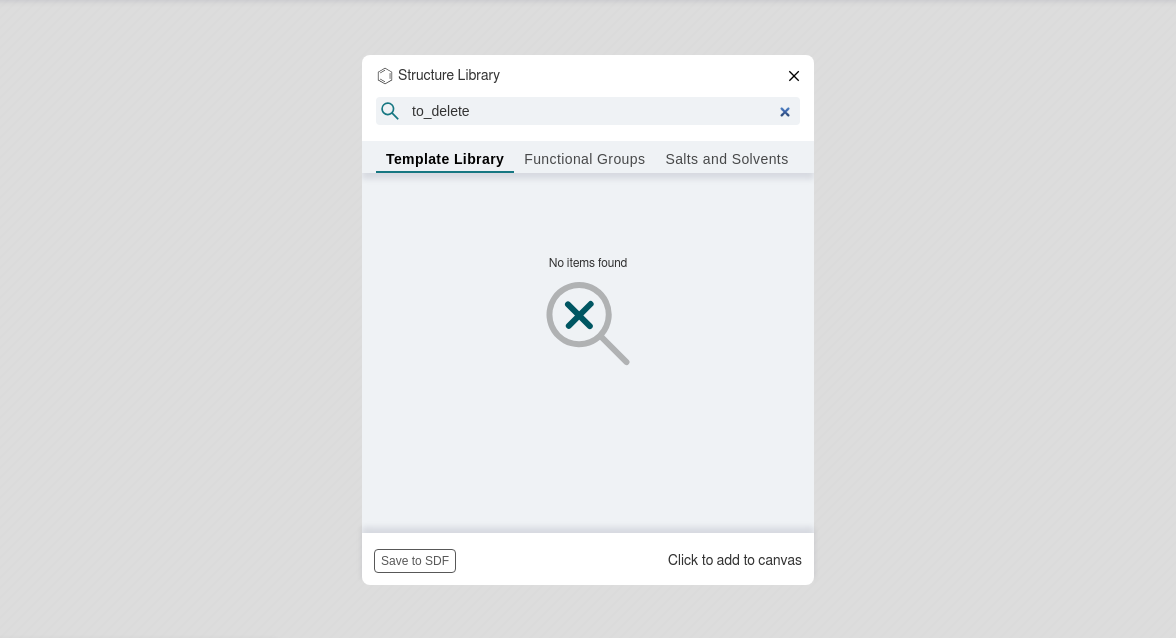 Structure Library
to_delete
Template Library Functional Groups Salts and Solvents
No items found
Save to SDF Click to add to canvas